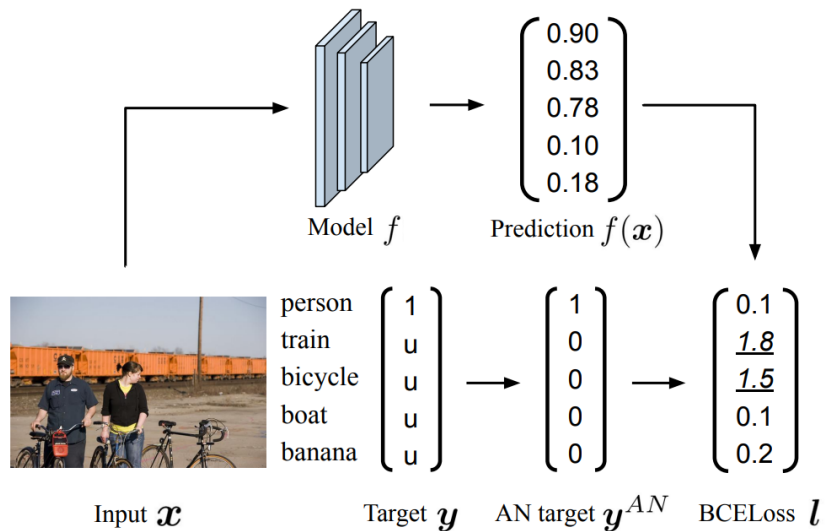 0.90
0.83
0.78
0.10
0.18
Model f
Prediction f(x)
person 1 1 0.1
train u 0 1.8
bicycle u 0 1.5
boat u 0 0.1
banana u 0 0.2
Input x
Target y
AN target y^{AN}
BCELoss l